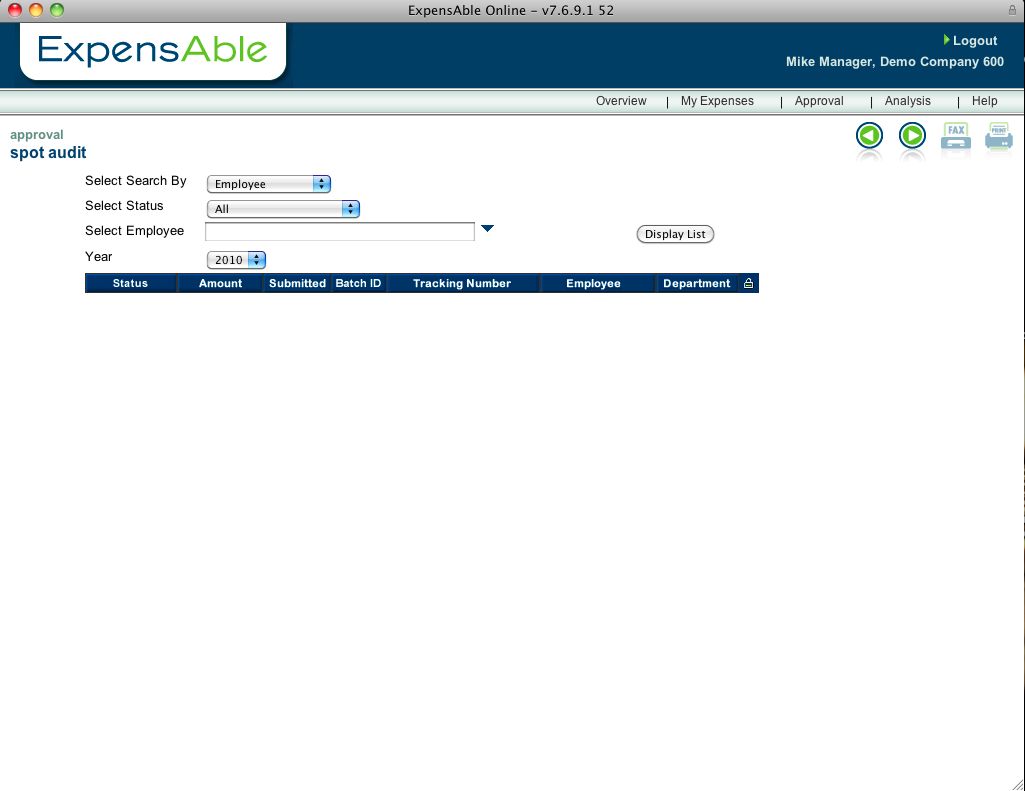 ExpensAble Online – v7.6.9.1 52
ExpensAble
Logout
Mike Manager, Demo Company 600
Overview | My Expenses | Approval | Analysis | Help
approval
spot audit
FAX
PRINT
Select Search By Employee
Select Status All
Select Employee
Display List
Year 2010
Status Amount Submitted Batch ID Tracking Number Employee Department